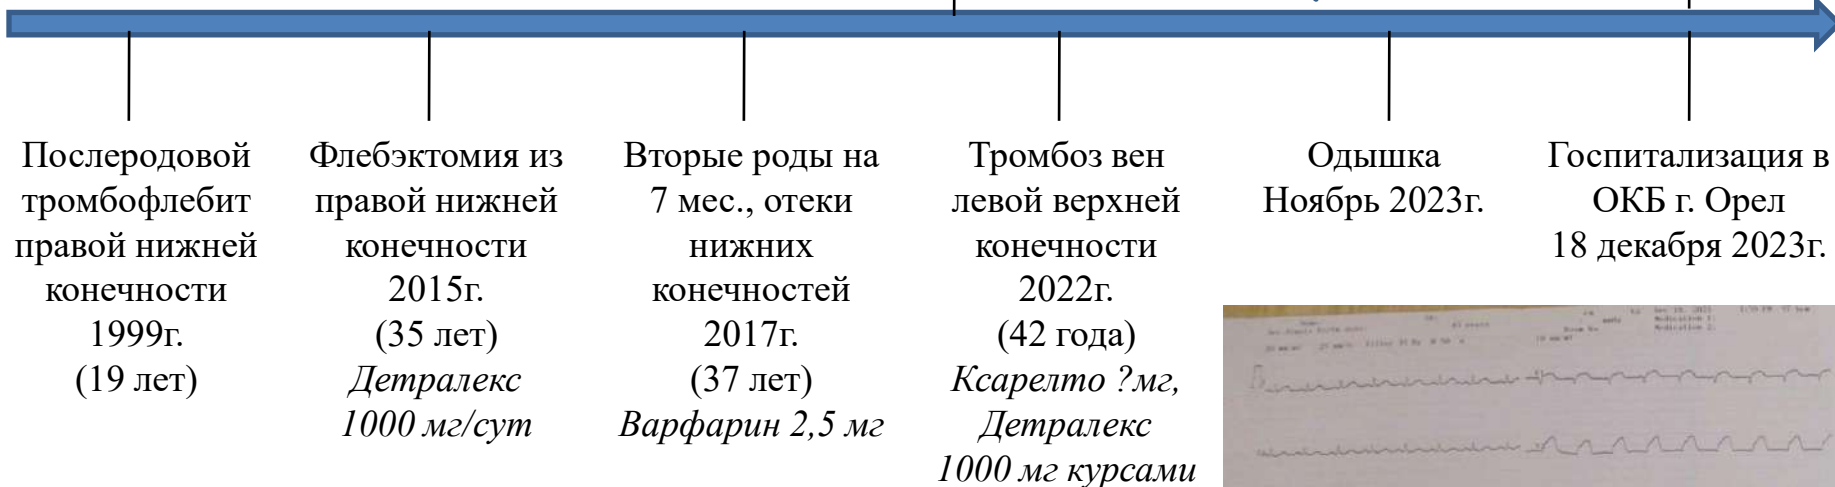 Послеродовой
тромбофлебит
правой нижней
конечности
1999г.
(19 лет)
Флебэктомия из
правой нижней
конечности
2015г.
(35 лет)
Детралекс
1000 мг/сут
Вторые роды на
7 мес., отеки
нижних
конечностей
2017г.
(37 лет)
Варфарин 2,5 мг
Тромбоз вен
левой верхней
конечности
2022г.
(42 года)
Ксарелто ?мг,
Детралекс
1000 мг курсами
Одышка
Ноябрь 2023г.
Госпитализация в
ОКБ г. Орел
18 декабря 2023г.